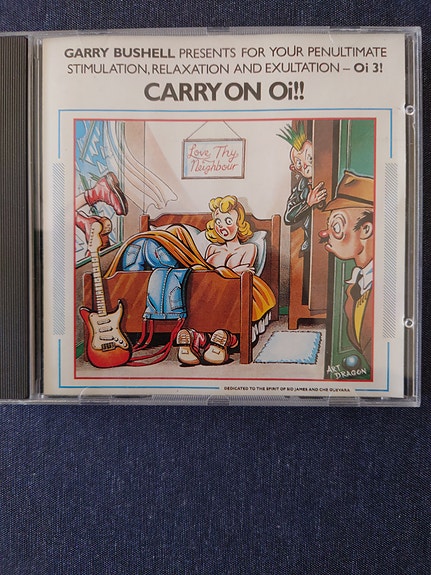 GARRY BUSHELL PRESENTS FOR YOUR PENULTIMATE
STIMULATION, RELAXATION AND EXULTATION – Oi 3!
CARRY ON Oi!!
Love Thy
Neighbour
ART
DRAGON
DEDICATED TO THE SPIRIT OF SID JAMES AND CHE GUEVARA